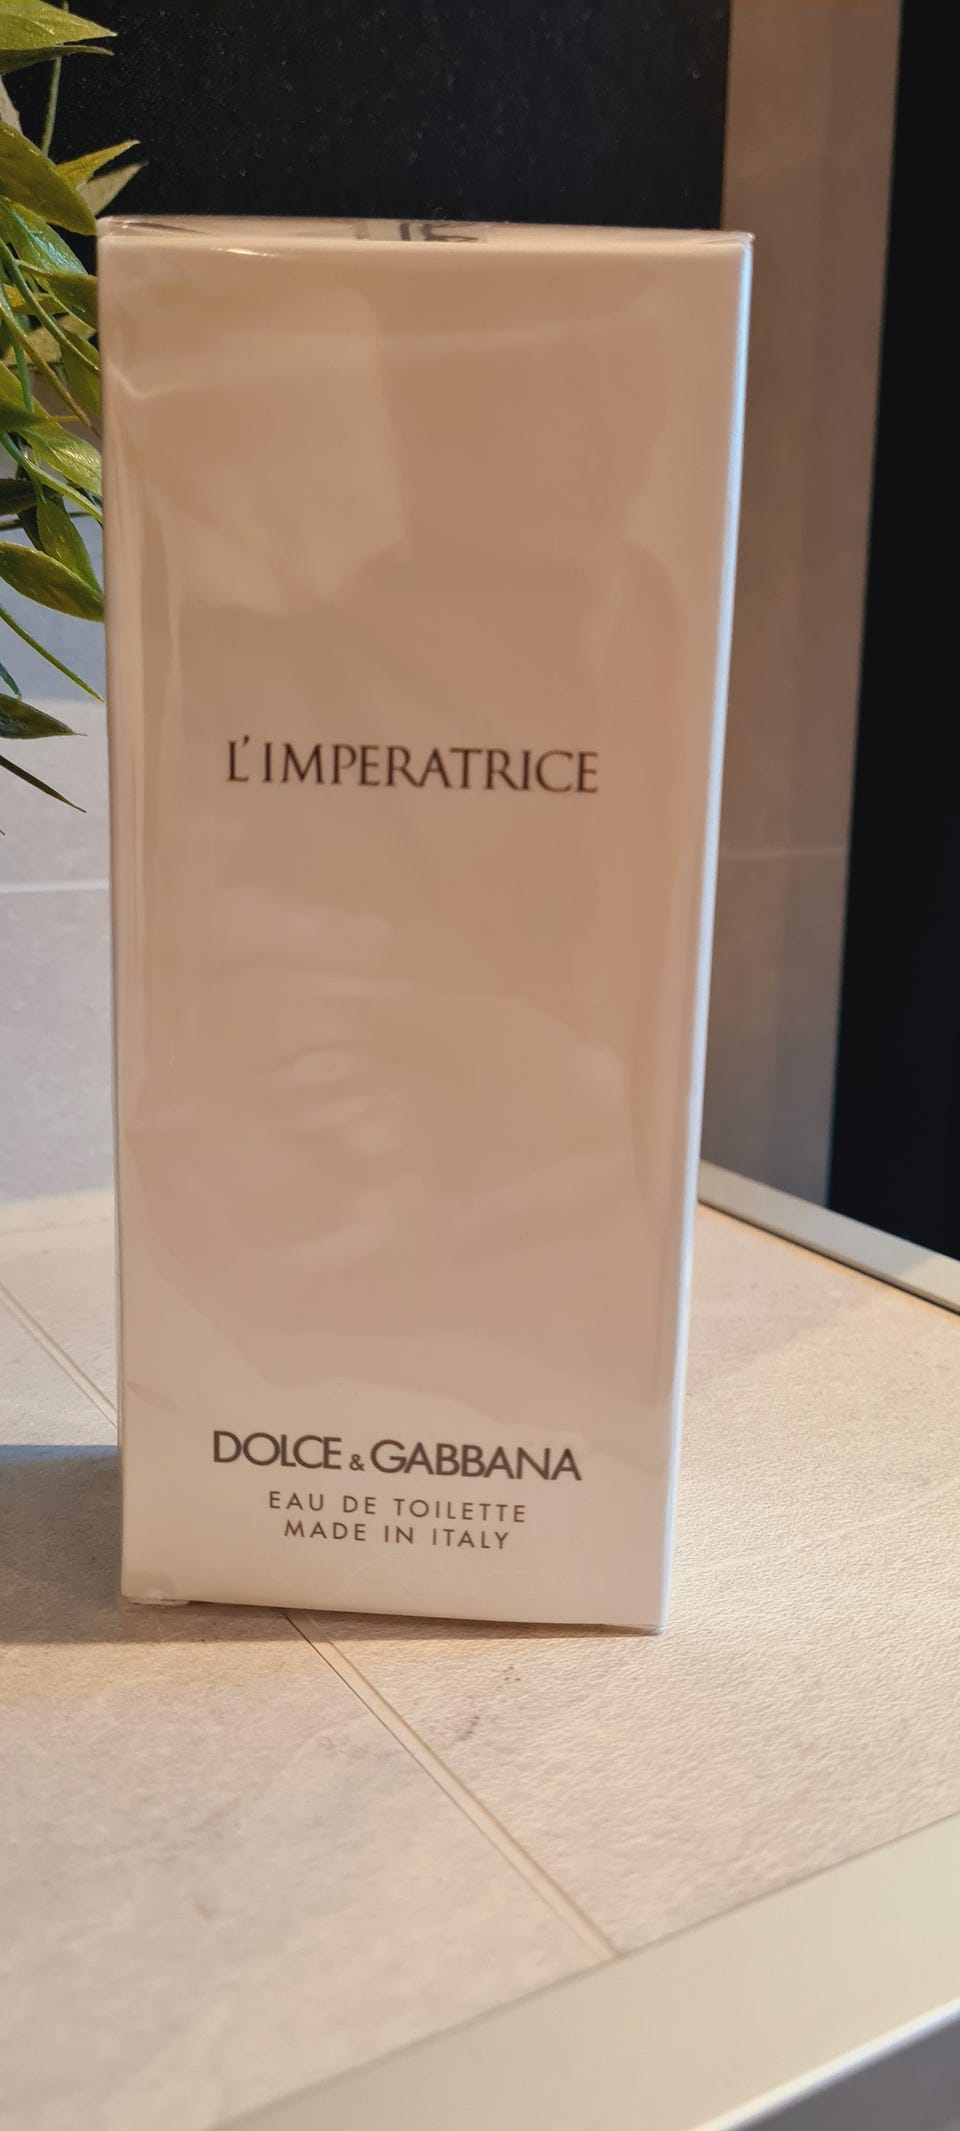 L'IMPERATRICE
DOLCE & GABBANA
EAU DE TOILETTE
MADE IN ITALY